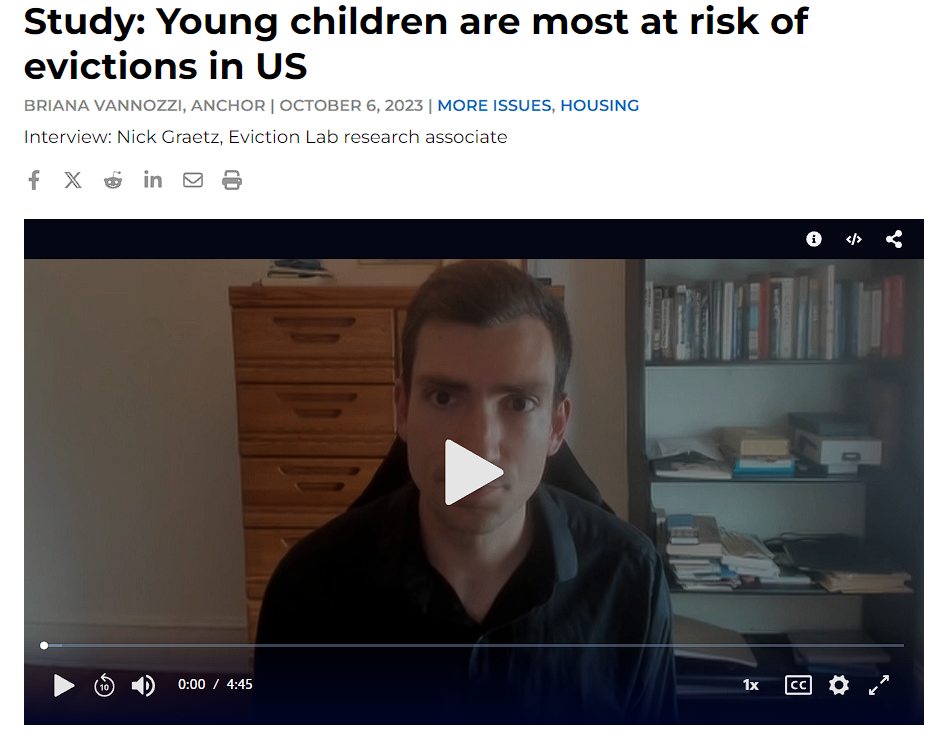 Study: Young children are most at risk of
evictions in US
BRIANA VANNOZZI, ANCHOR | OCTOBER 6, 2023 | MORE ISSUES, HOUSING
Interview: Nick Graetz, Eviction Lab research associate
10
0:00 / 4:45
1x
CC